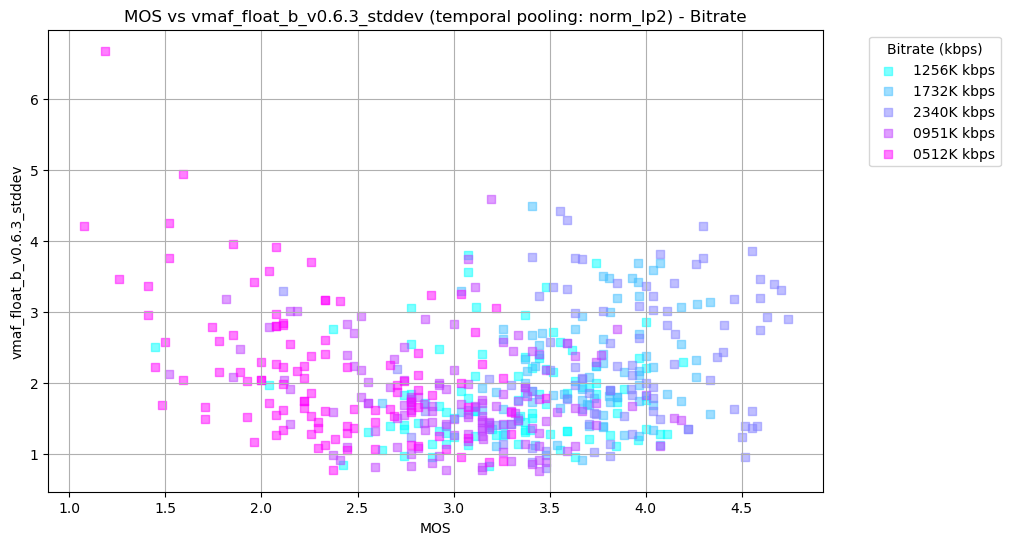 MOS vs vmaf_float_b_v0.6.3_stddev (temporal pooling: norm_lp2) - Bitrate
Bitrate (kbps)
1256K kbps
1732K kbps
2340K kbps
0951K kbps
0512K kbps
vmaf_float_b_v0.6.3_stddev
6
5
4
3
2
1
1.0 1.5 2.0 2.5 3.0 3.5 4.0 4.5
MOS